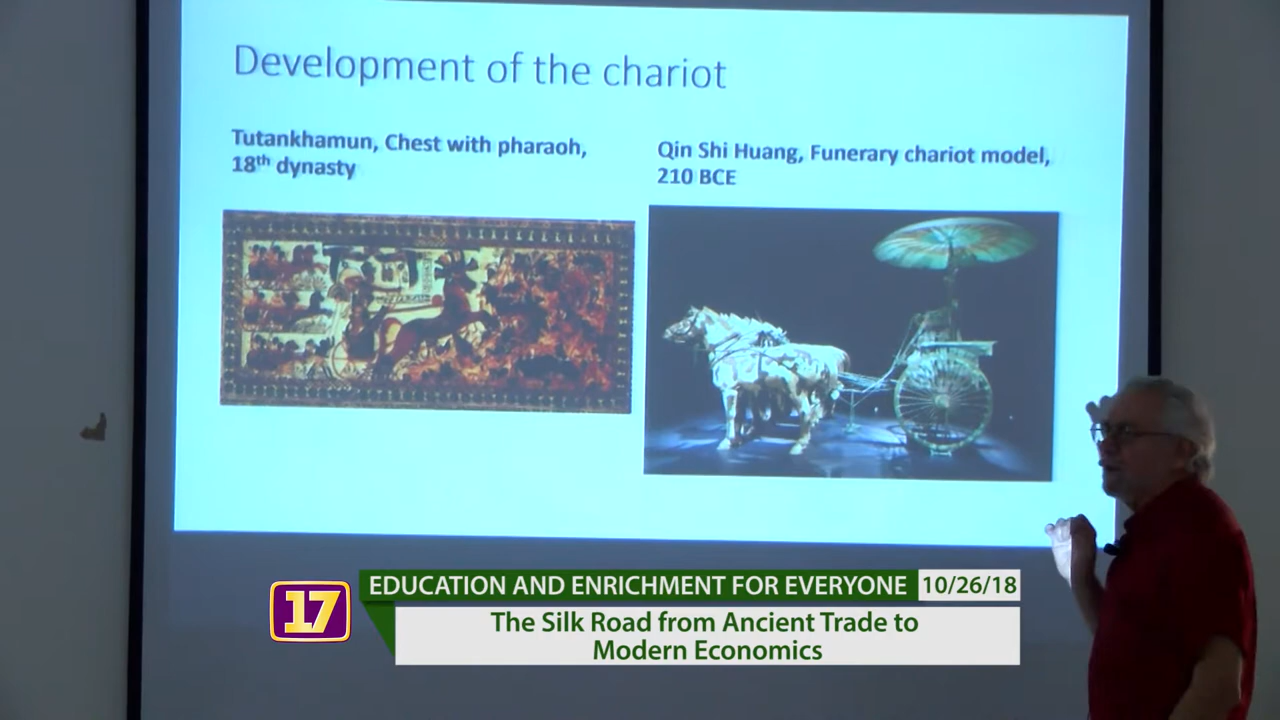 Development of the chariot
Tutankhamun, Chest with pharaoh,
18th dynasty
Qin Shi Huang, Funerary chariot model,
210 BCE
17
EDUCATION AND ENRICHMENT FOR EVERYONE
10/26/18
The Silk Road from Ancient Trade to
Modern Economics